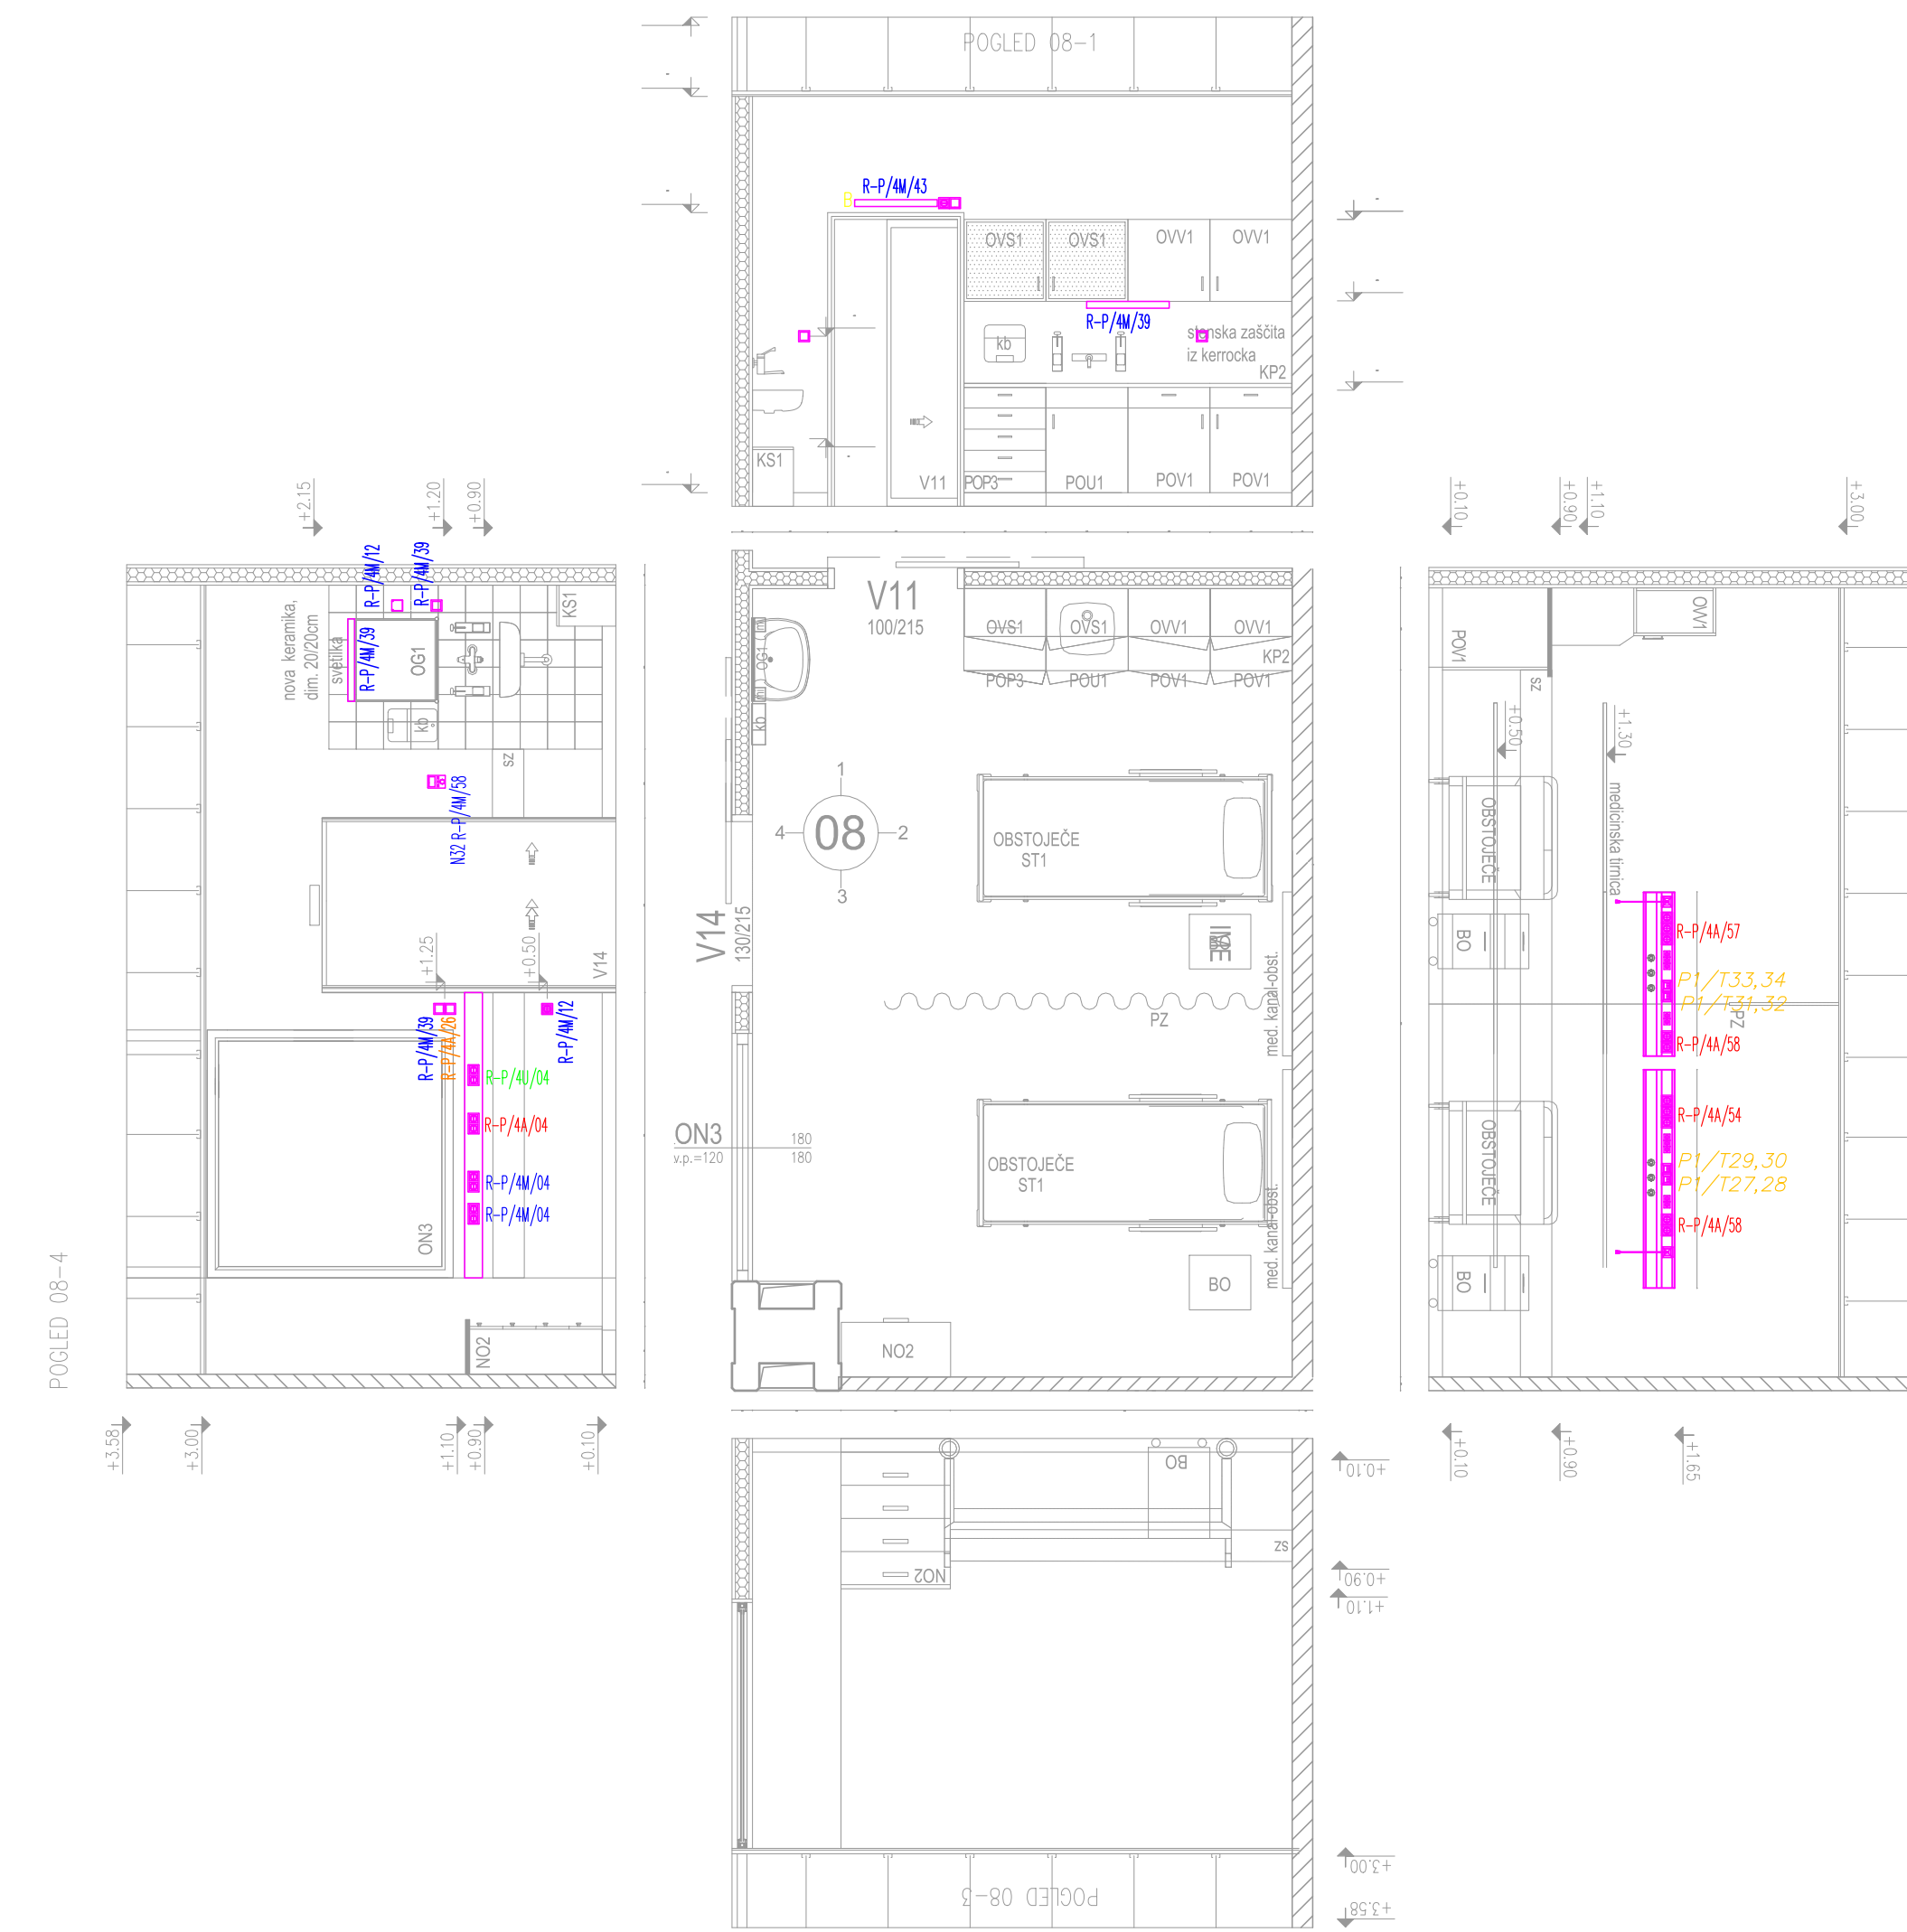 POGLED 08-1
B
R-P/4M/43
OVS1
OVS1
OVV1
OVV1
R-P/4M/39
kb
stenska zaščita
iz kerrocka
KP2
KS1
V11
POP3
POU1
POV1
POV1
+2.15
+1.20
+0.90
R-P/4M/12
R-P/4M/39
nova keramika,
dim. 20/20cm
svetilka
R-P/4M/39
OG1
KS1
kb
sz
N32 R-P/4M/58
+1.25
+0.50
V14
R-P/4M/39
R-P/4A/26
R-P/4M/12
R-P/4U/04
R-P/4A/04
R-P/4M/04
R-P/4M/04
ON3
NO2
POGLED 08-4
+3.58
+3.00
+1.10
+0.90
+0.10
V11
100/215
OVS1
OVS1
OVV1
OVV1
KP2
POP3
POU1
POV1
POV1
m
OG1
m
kb
1
4
08
2
3
OBSTOJEČE
ST1
V14
130/215
med. kanal-obst.
PZ
ON3
v.p.=120
180
180
OBSTOJEČE
ST1
med. kanal-obst.
BO
NO2
+0.10
+0.90
+1.10
+3.00
OVV1
POV1
sz
+0.50
+1.30
medicinska tirnica
OBSTOJEČE
BO
R-P/4A/57
P1/T33,34
P1/T31,32
PZ
R-P/4A/58
R-P/4A/54
OBSTOJEČE
P1/T29,30
P1/T27,28
R-P/4A/58
BO
+0.10
+0.90
+1.65
BO
NO2
sz
+0.10
+0.90
+1.10
+3.00
+3.58
POGLED 08-3